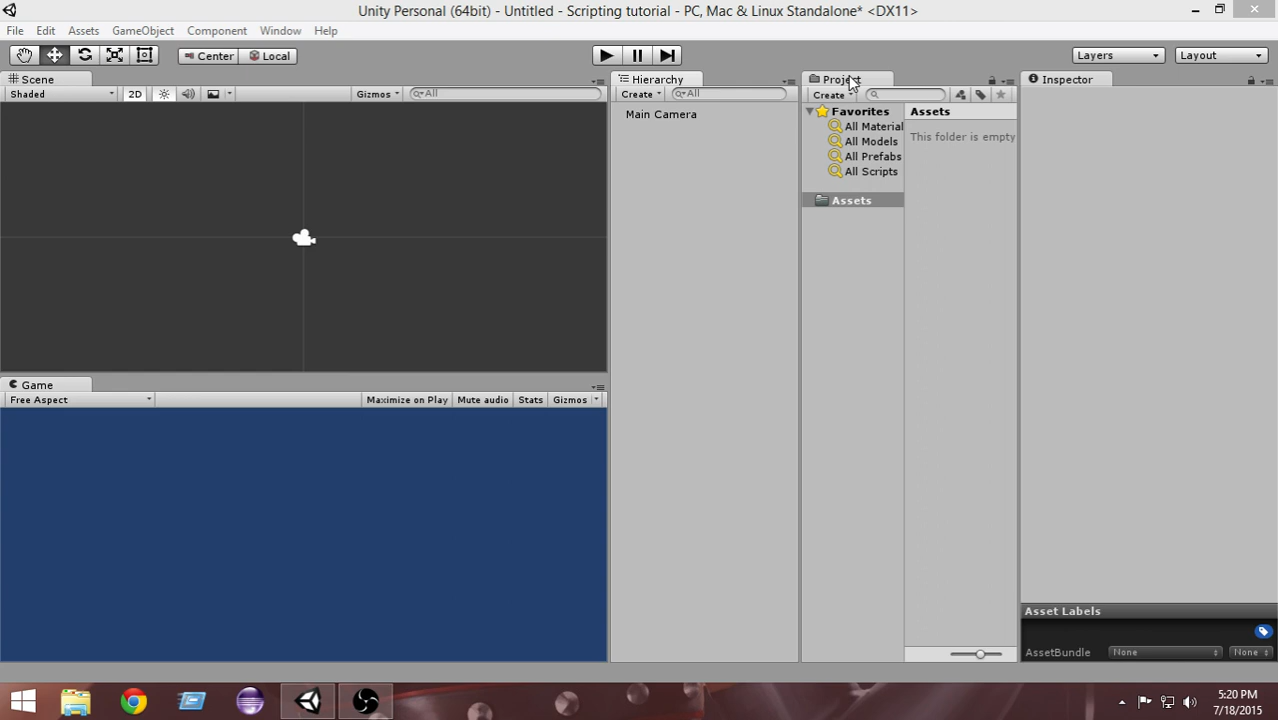 Unity Personal (64bit) - Untitled - Scripting tutorial - PC, Mac & Linux Standalone* <DX11>
File Edit Assets GameObject Component Window Help
Center Local Layers Layout
Scene
Shaded 2D Gizmos All
Hierarchy
Create All
Main Camera
Project
Create
Favorites
All Material
All Models
All Prefabs
All Scripts
Assets
Assets
This folder is empty
Inspector
Game
Free Aspect Maximize on Play Mute audio Stats Gizmos
Asset Labels
AssetBundle None None
5:20 PM
7/18/2015